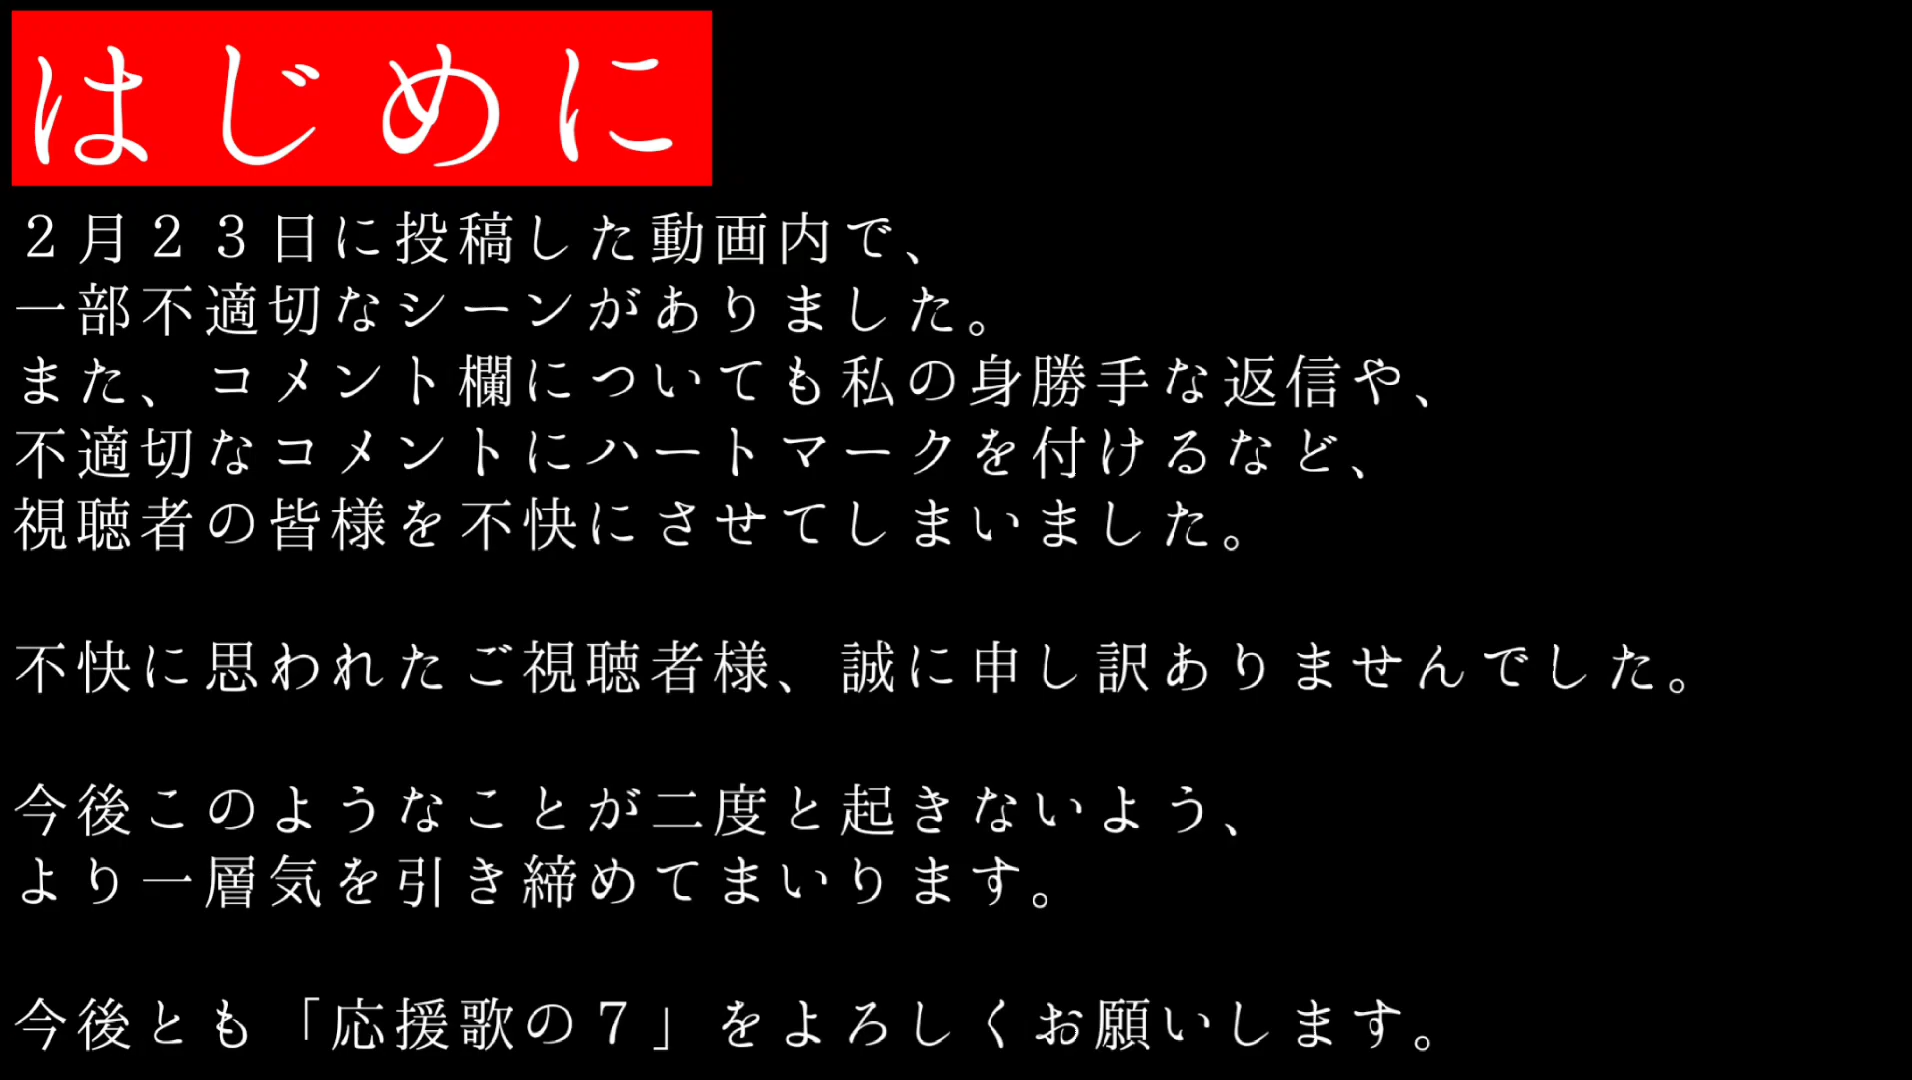 はじめに
２月２３日に投稿した動画内で、
一部不適切なシーンがありました。
また、コメント欄についても私の身勝手な返信や、
不適切なコメントにハートマークを付けるなど、
視聴者の皆様を不快にさせてしまいました。
不快に思われたご視聴者様、誠に申し訳ありませんでした。
今後このようなことが二度と起きないよう、
より一層気を引き締めてまいります。
今後とも「応援歌の７」をよろしくお願いします。